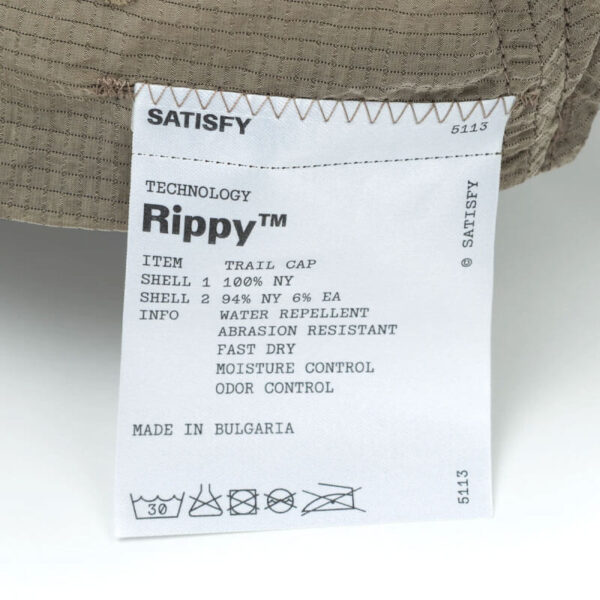 SATISFY 5113
© SATISFY
TECHNOLOGY
Rippy™
ITEM TRAIL CAP
SHELL 1 100% NY
SHELL 2 94% NY 6% EA
INFO WATER REPELLENT
ABRASION RESISTANT
FAST DRY
MOISTURE CONTROL
ODOR CONTROL
MADE IN BULGARIA
5113
30